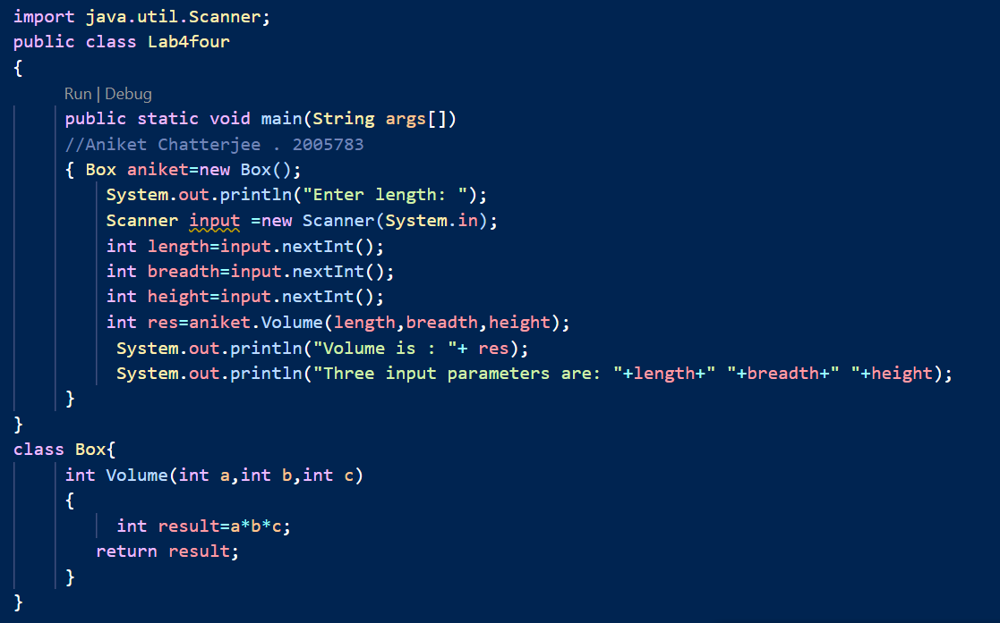 import java.util.Scanner;
public class Lab4four
{
Run | Debug
public static void main(String args[])
//Aniket Chatterjee . 2005783
{ Box aniket=new Box();
System.out.println("Enter length: ");
Scanner input =new Scanner(System.in);
int length=input.nextInt();
int breadth=input.nextInt();
int height=input.nextInt();
int res=aniket.Volume(length,breadth,height);
System.out.println("Volume is : "+ res);
System.out.println("Three input parameters are: "+length+" "+breadth+" "+height);
}
}
class Box{
int Volume(int a,int b,int c)
{
int result=a*b*c;
return result;
}
}